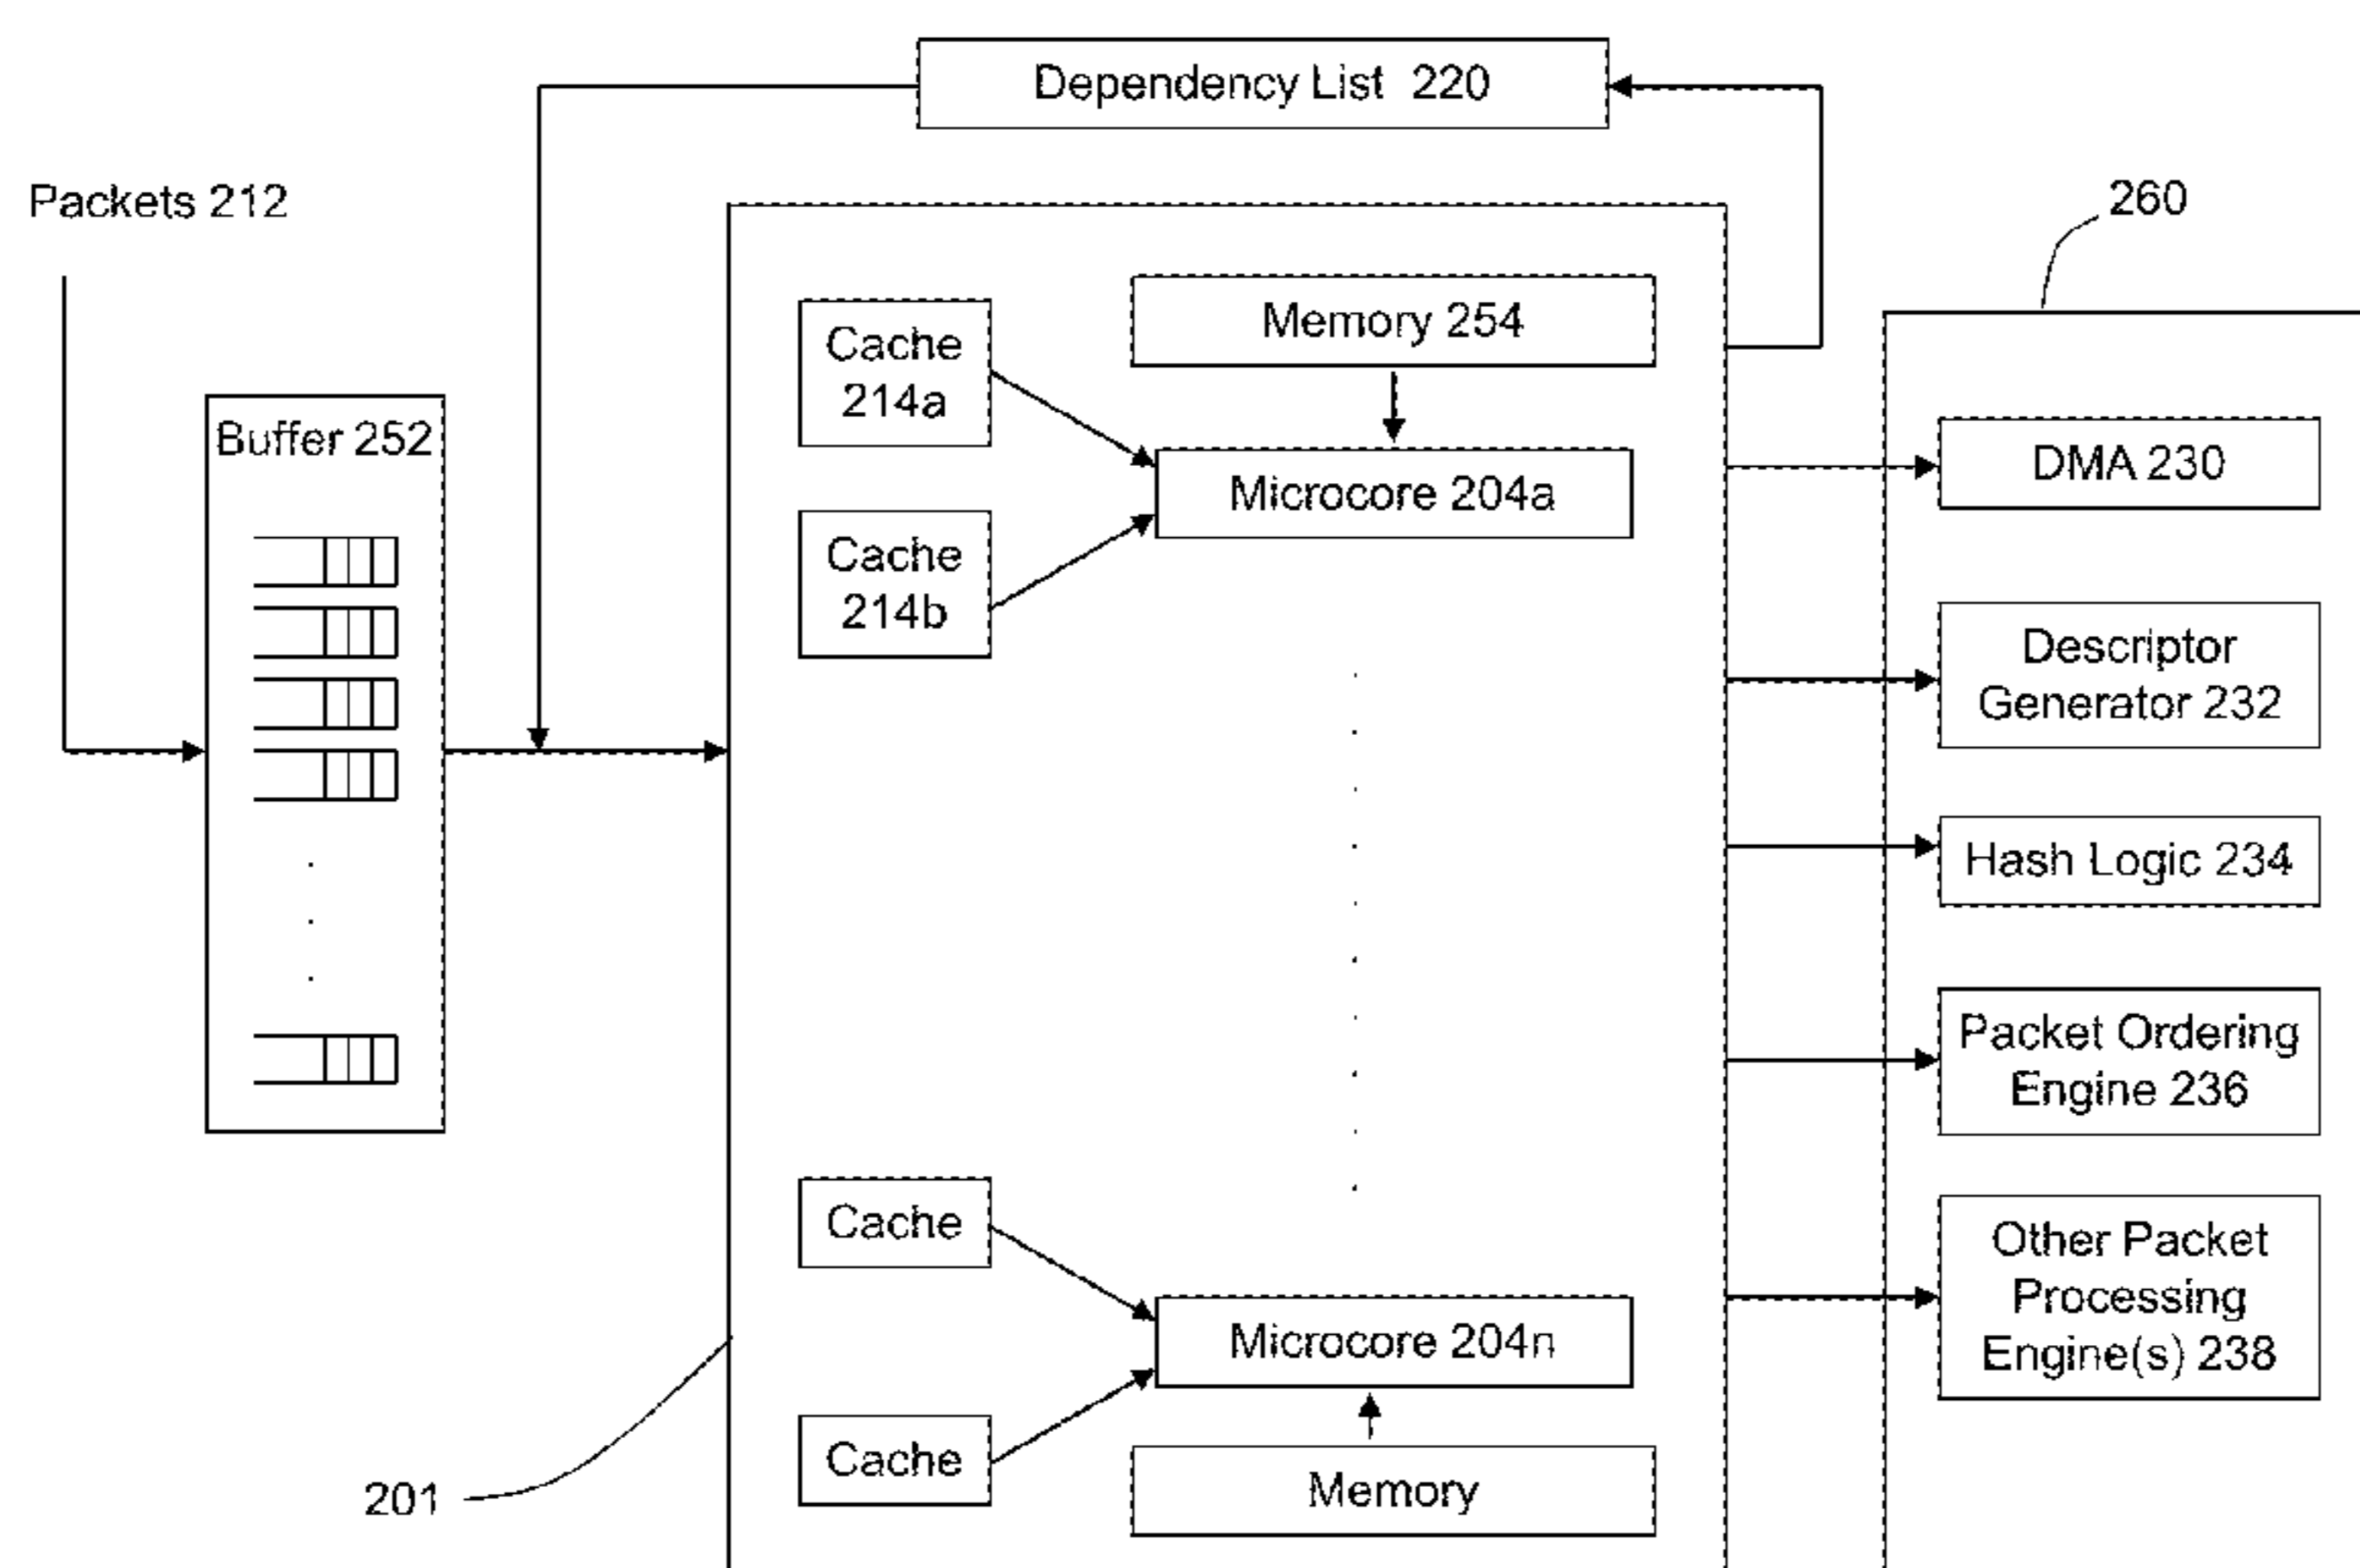 Dependency List 220
Packets 212
260
Buffer 252
Cache
214a
Memory 254
Microcore 204a
Cache
214b
DMA 230
Descriptor
Generator 232
Hash Logic 234
Packet Ordering
Engine 236
Other Packet
Processing
Engine(s) 238
Cache
Microcore 204n
Cache
Memory
201